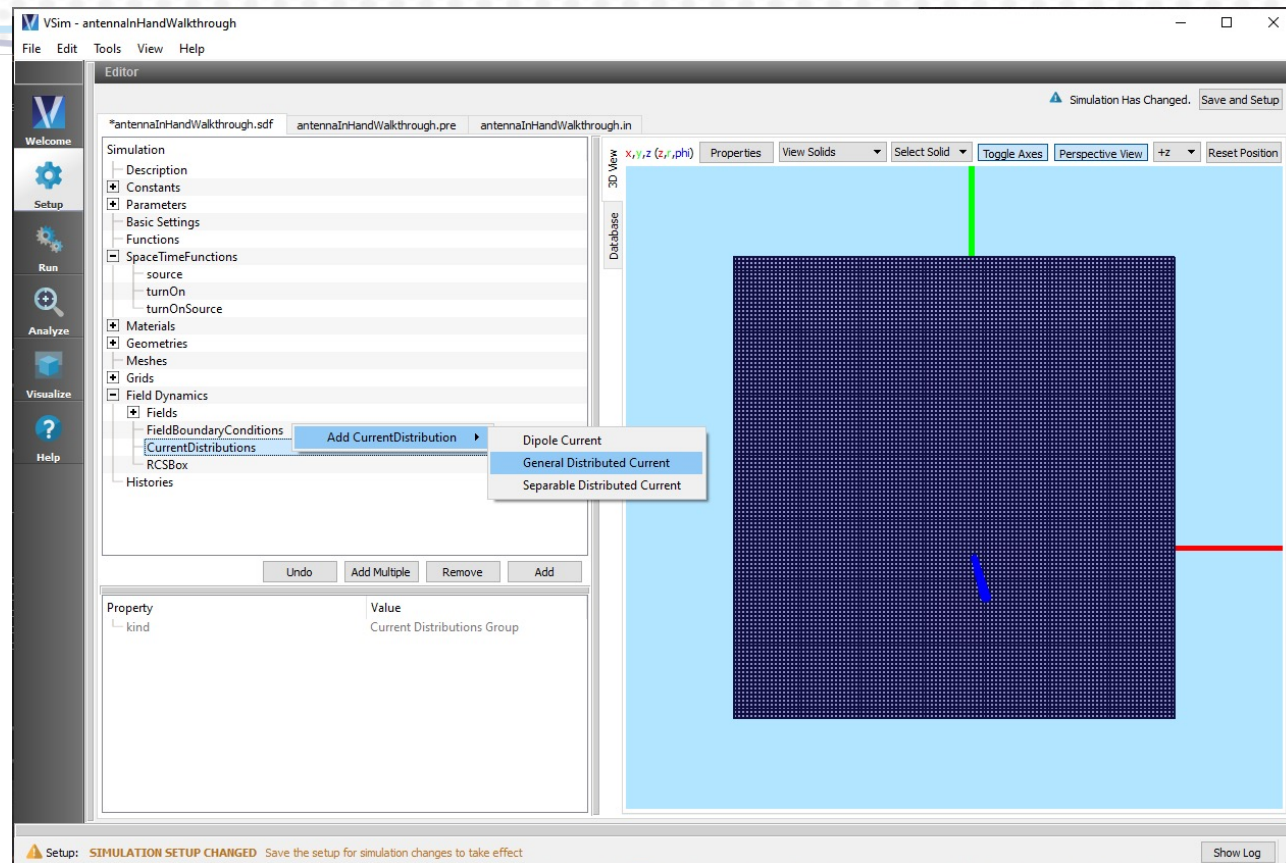 VSim - antennaInHandWalkthrough
File Edit Tools View Help
Editor
Simulation Has Changed. Save and Setup
*antennaInHandWalkthrough.sdf antennaInHandWalkthrough.pre antennaInHandWalkthrough.in
Welcome
Setup
Run
Analyze
Visualize
Help
Simulation
Description
Constants
Parameters
Basic Settings
Functions
SpaceTimeFunctions
source
turnOn
turnOnSource
Materials
Geometries
Meshes
Grids
Field Dynamics
Fields
FieldBoundaryConditions
CurrentDistributions
RCSBox
Histories
Add CurrentDistribution
Dipole Current
General Distributed Current
Separable Distributed Current
Undo Add Multiple Remove Add
Property Value
kind Current Distributions Group
3D View
Database
x,y,z (z,r,phi) Properties View Solids Select Solid Toggle Axes Perspective View +z Reset Position
Setup: SIMULATION SETUP CHANGED Save the setup for simulation changes to take effect
Show Log